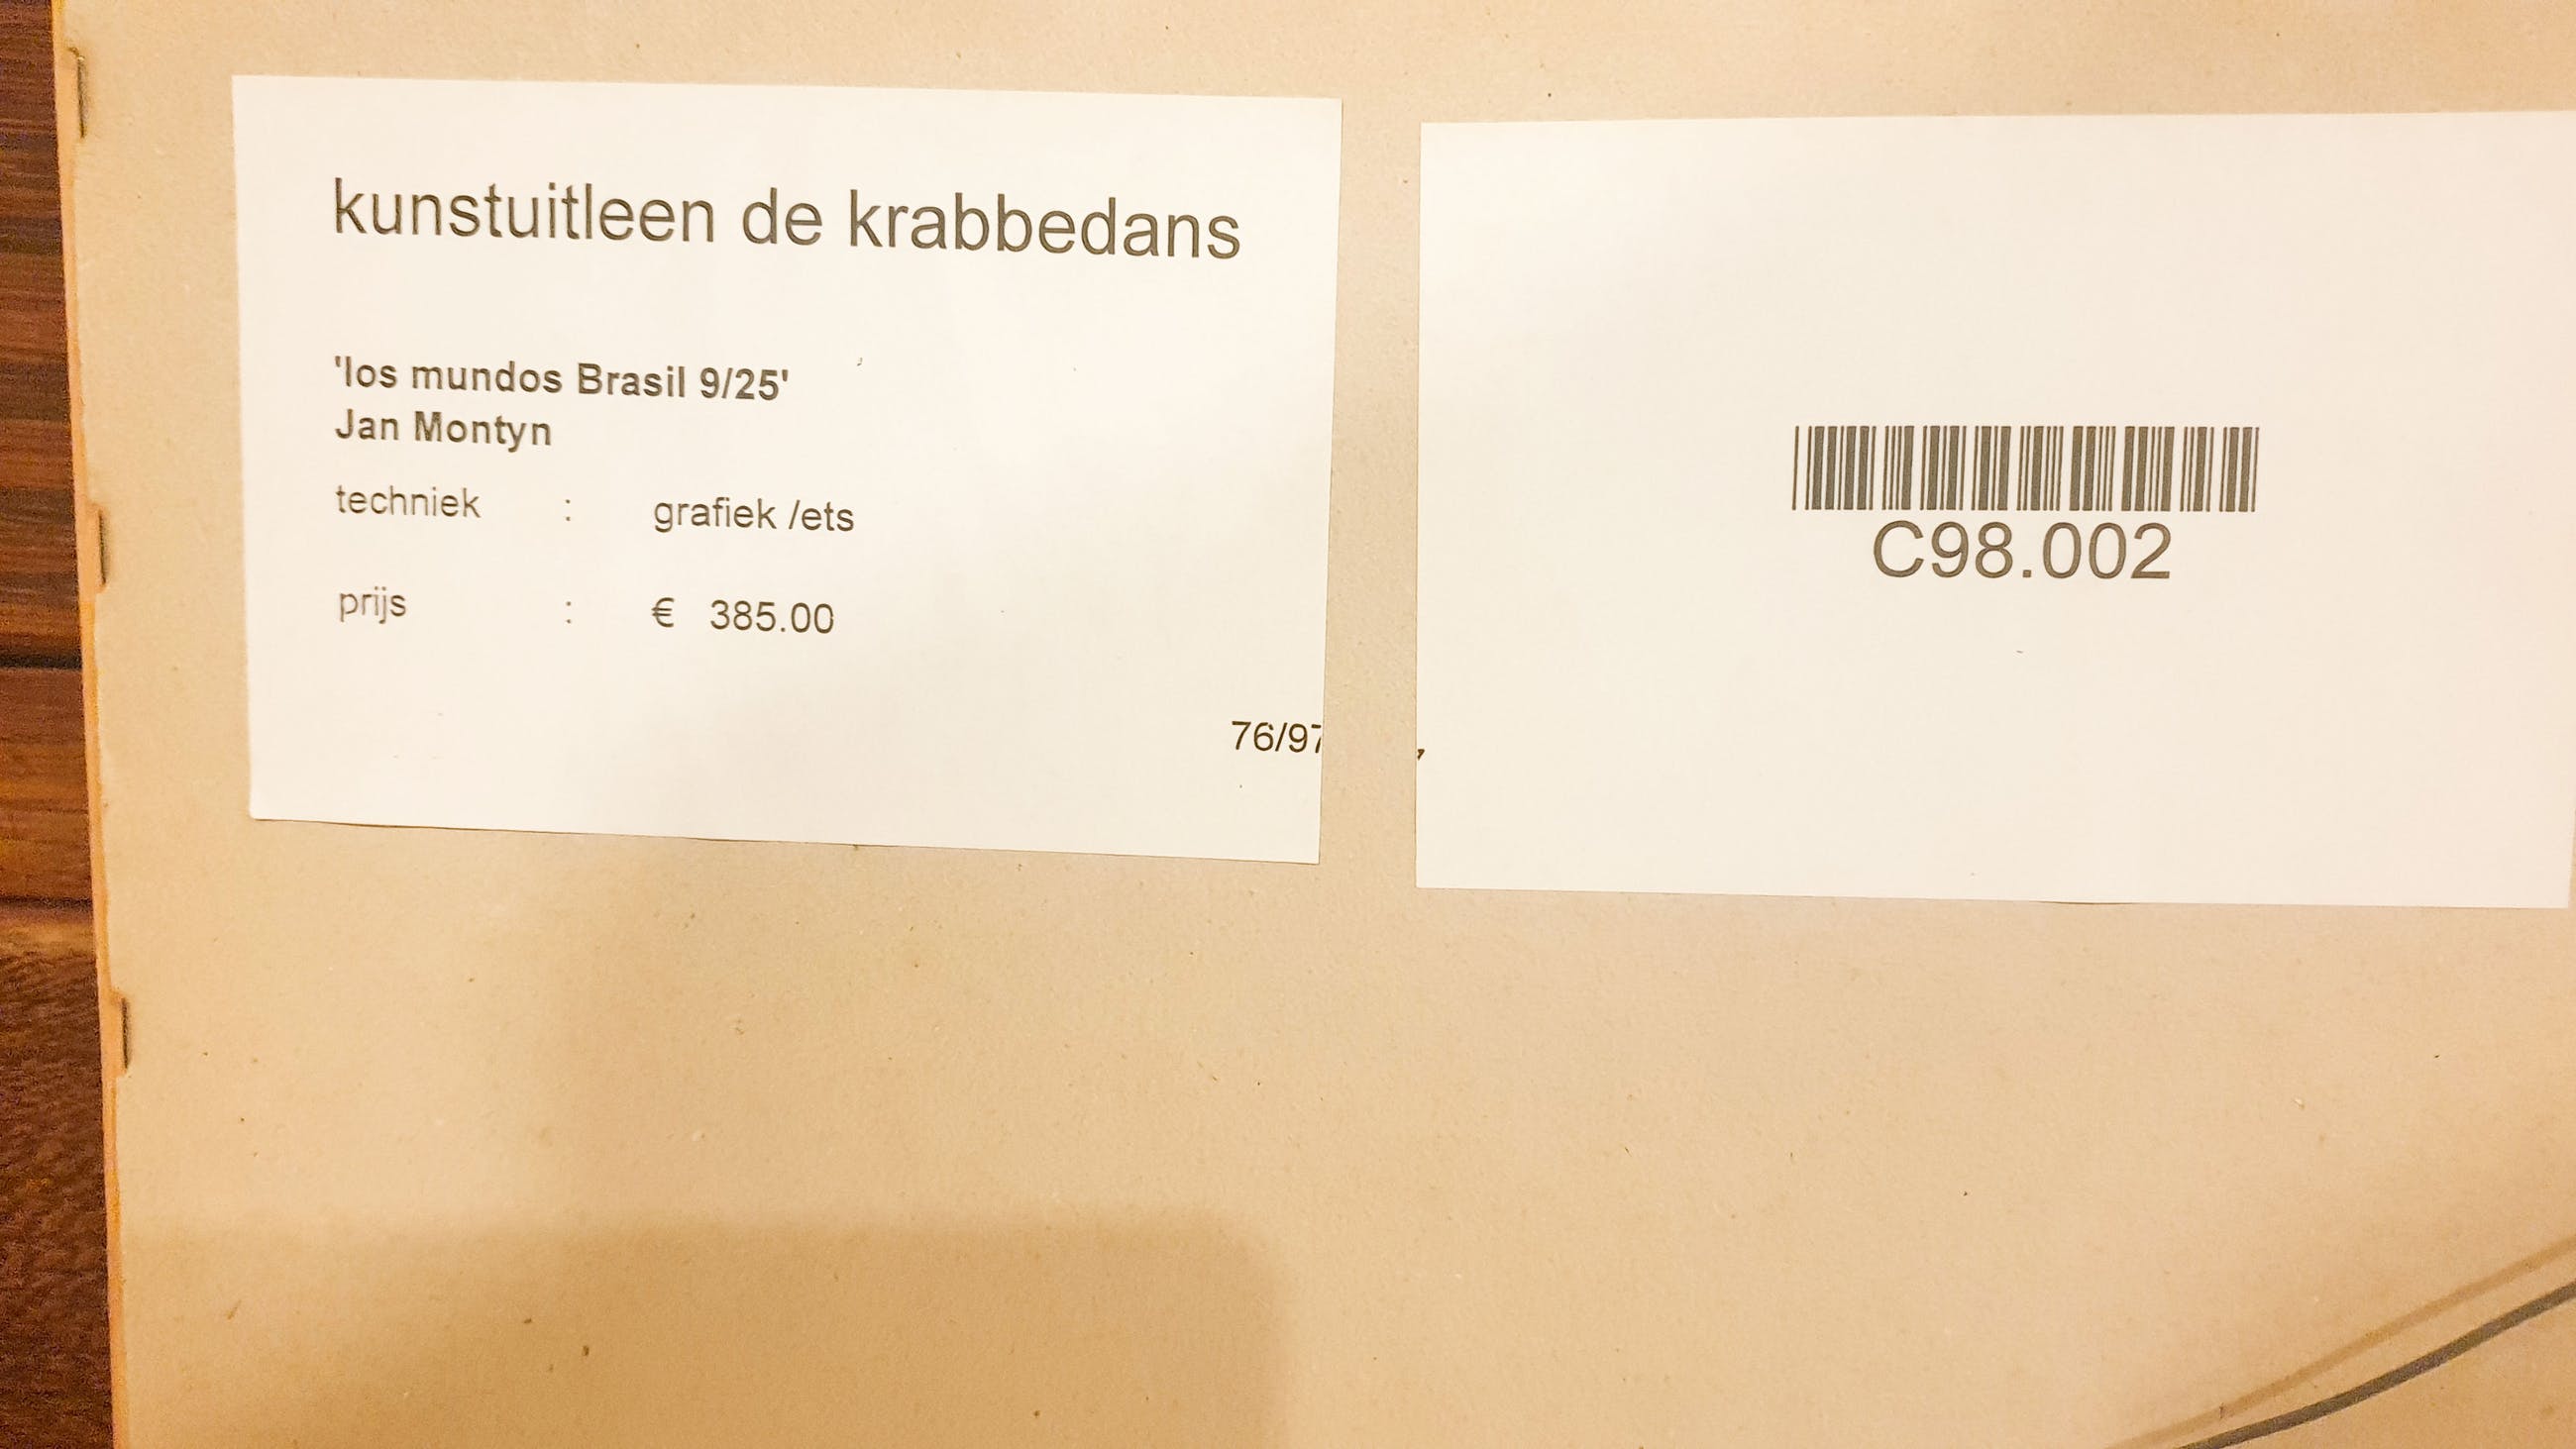 kunstuitleen de krabbedans
'los mundos Brasil 9/25'
Jan Montyn
techniek : grafiek /ets
prijs : € 385.00
76/97
C98.002